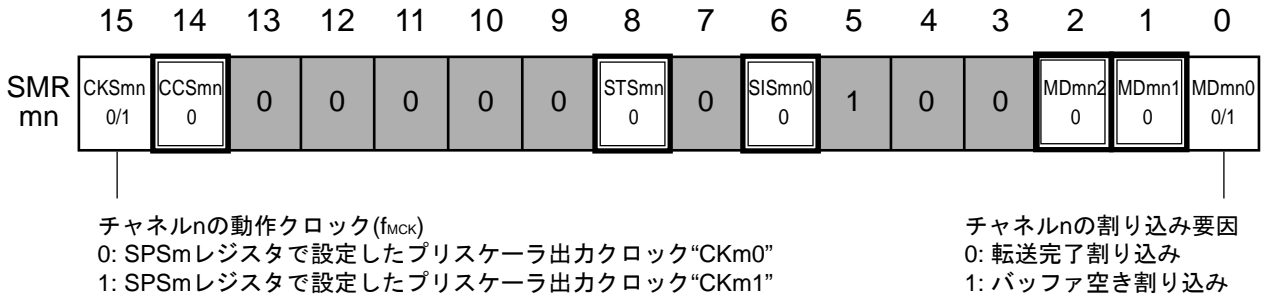 15 14 13 12 11 10 9 8 7 6 5 4 3 2 1 0
SMR
mn
CKSmn CCSmn 0 0 0 0 0 STSmn 0 SISmn0 1 0 0 MDmn2 MDmn1 MDmn0
0/1 0 0 0 0 0 0/1
チャネルnの動作クロック(fMCK)
0: SPSmレジスタで設定したプリスケーラ出力クロック“CKm0”
1: SPSmレジスタで設定したプリスケーラ出力クロック“CKm1”
チャネルnの割り込み要因
0: 転送完了割り込み
1: バッファ空き割り込み